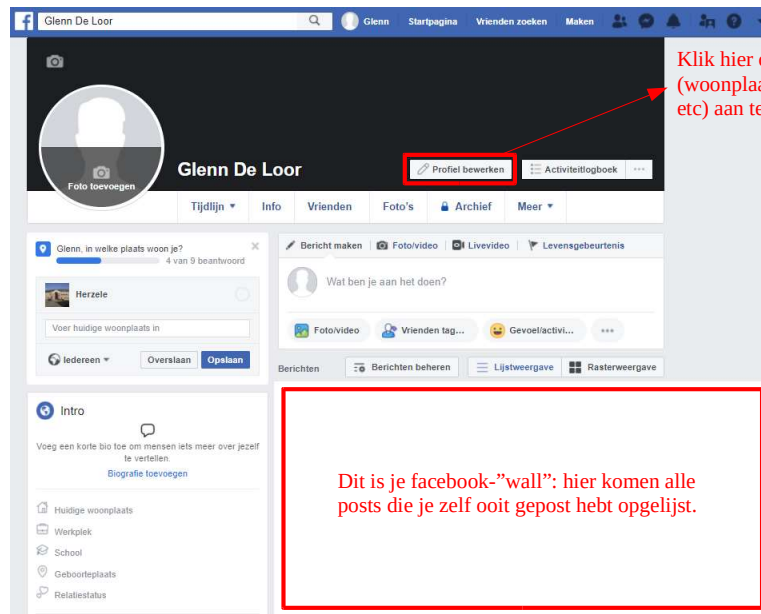 f Glenn De Loor Glenn Startpagina Vrienden zoeken Maken
Klik hier
(woonplaa
etc) aan te
Foto toevoegen
Glenn De Loor
Profiel bewerken
Activiteitlogboek
Tijdlijn Info Vrienden Foto's Archief Meer
Glenn, in welke plaats woon je?
4 van 9 beantwoord
Herzele
Voer huidige woonplaats in
Iedereen Overslaan Opslaan
Bericht maken Foto/video Livevideo Levensgebeurtenis
Wat ben je aan het doen?
Foto/video Vrienden tag... Gevoel/activi...
Berichten Berichten beheren Lijstweergave Rasterweergave
Intro
Voeg een korte bio toe om mensen iets meer over jezelf
te vertellen.
Biografie toevoegen
Huidige woonplaats
Werkplek
School
Geboorteplaats
Relatiestatus
Dit is je facebook-”wall”: hier komen alle
posts die je zelf ooit gepost hebt opgelijst.